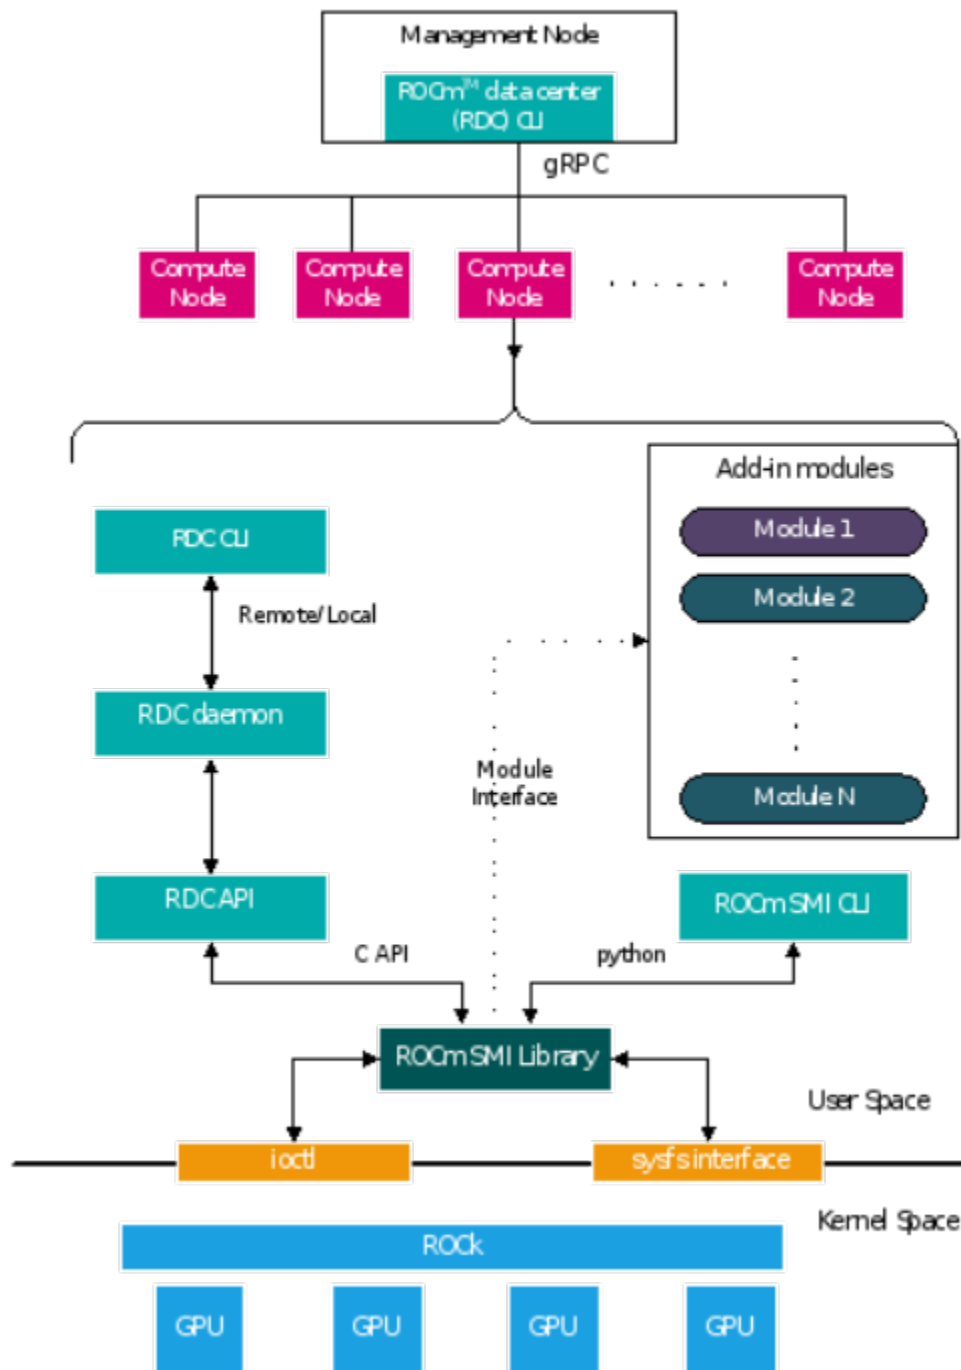 Management Node
ROCm™ data center
(RDC) CLI
gRPC
Compute
Node
Compute
Node
Compute
Node
Compute
Node
Add-in modules
Module 1
Module 2
Module N
RDC CLI
Remote/Local
RDC daemon
Module
Interface
RDC API
ROCm SMI CLI
C API
python
ROCm SMI Library
User Space
ioctl
sysfs interface
Kernel Space
ROCk
GPU
GPU
GPU
GPU